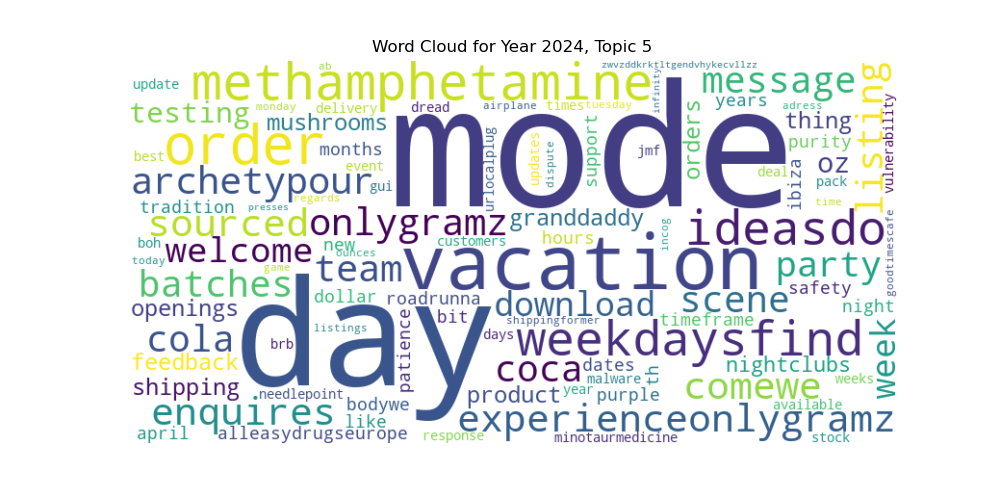 Word Cloud for Year 2024, Topic 5
ab
zwvzddkrktltgendvhykecvllzz
update
methamphetamine
infinity
message
listing
testing
monday
delivery
dread
airplane
times
tuesday
orders
years
adress
vulnerability
mushrooms
mode
thing
order
months
urlocalplug
updates
dispute
support
jmf
purity
best
event
deal
ibiza
oz
archetypour
gui
pack
regards
tradition
presses
time
sourced
onlygramz
granddaddy
incog
ideasdo
goodtimescafe
boh
welcome
new
customers
hours
today
ounces
game
team
vacation
party
batches
day
safety
dollar
roadrunna
download
scene
openings
patience
bit
shippingformer
timeframe
night
cola
listings
brb
days
weekdaysfind
week
feedback
coca
dates
th
nightclubs
shipping
needlepoint
product
year
malware
purple
comewe
weeks
enquires
bodywe
like
experienceonlygramz
available
april
alleasydrugseurope
response
minotaurmedicine
stock